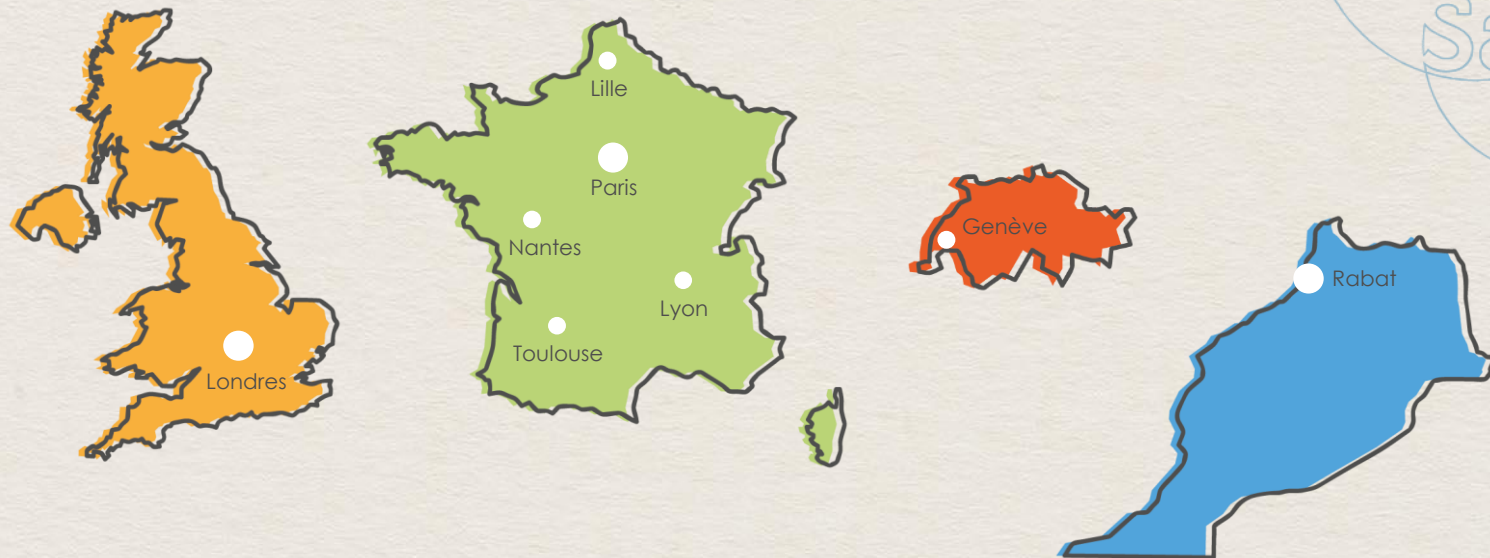 Lille
Paris
Nantes
Lyon
Toulouse
Londres
Genève
Rabat